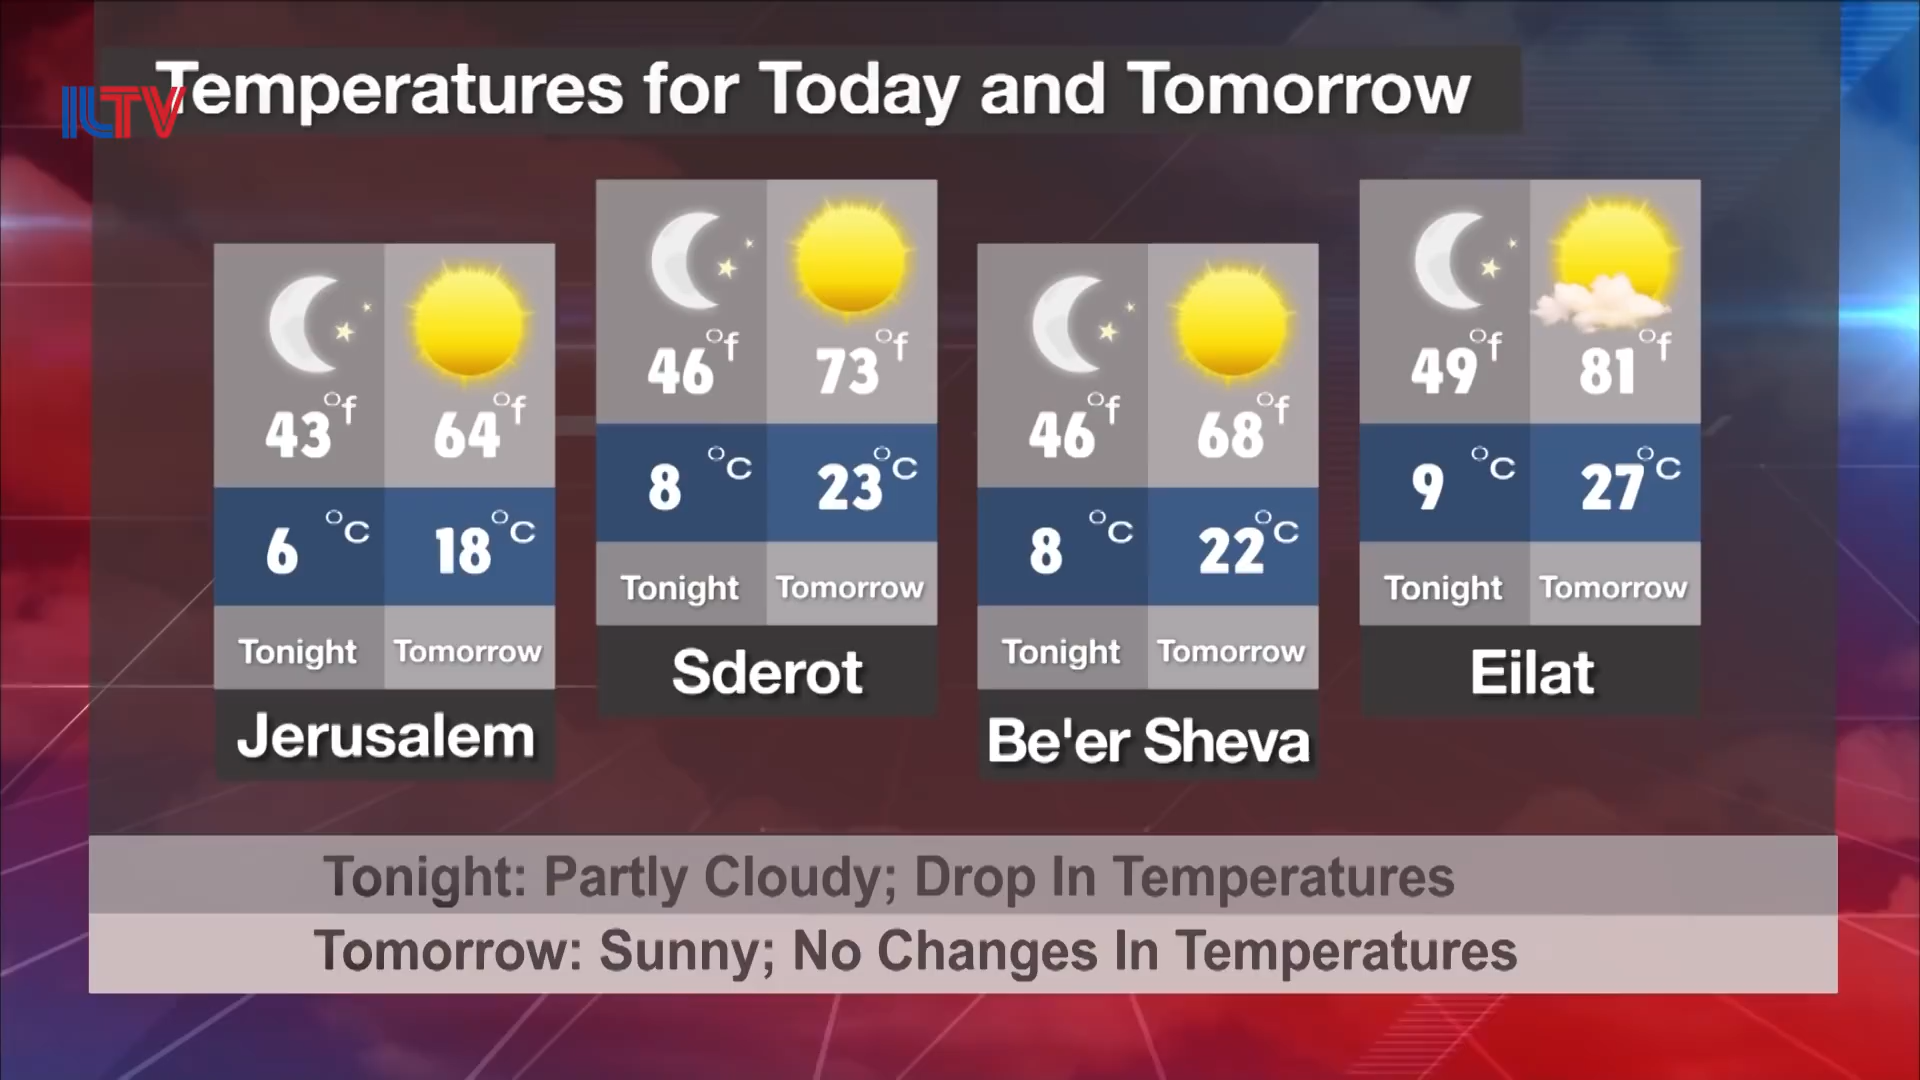 ILTV
Temperatures for Today and Tomorrow
43°f 64°f
6 °C 18°C
Tonight Tomorrow
Jerusalem
46°f 73°f
8 °C 23°C
Tonight Tomorrow
Sderot
46°f 68°f
8 °C 22°C
Tonight Tomorrow
Be'er Sheva
49°f 81°f
9 °C 27°C
Tonight Tomorrow
Eilat
Tonight: Partly Cloudy; Drop In Temperatures
Tomorrow: Sunny; No Changes In Temperatures